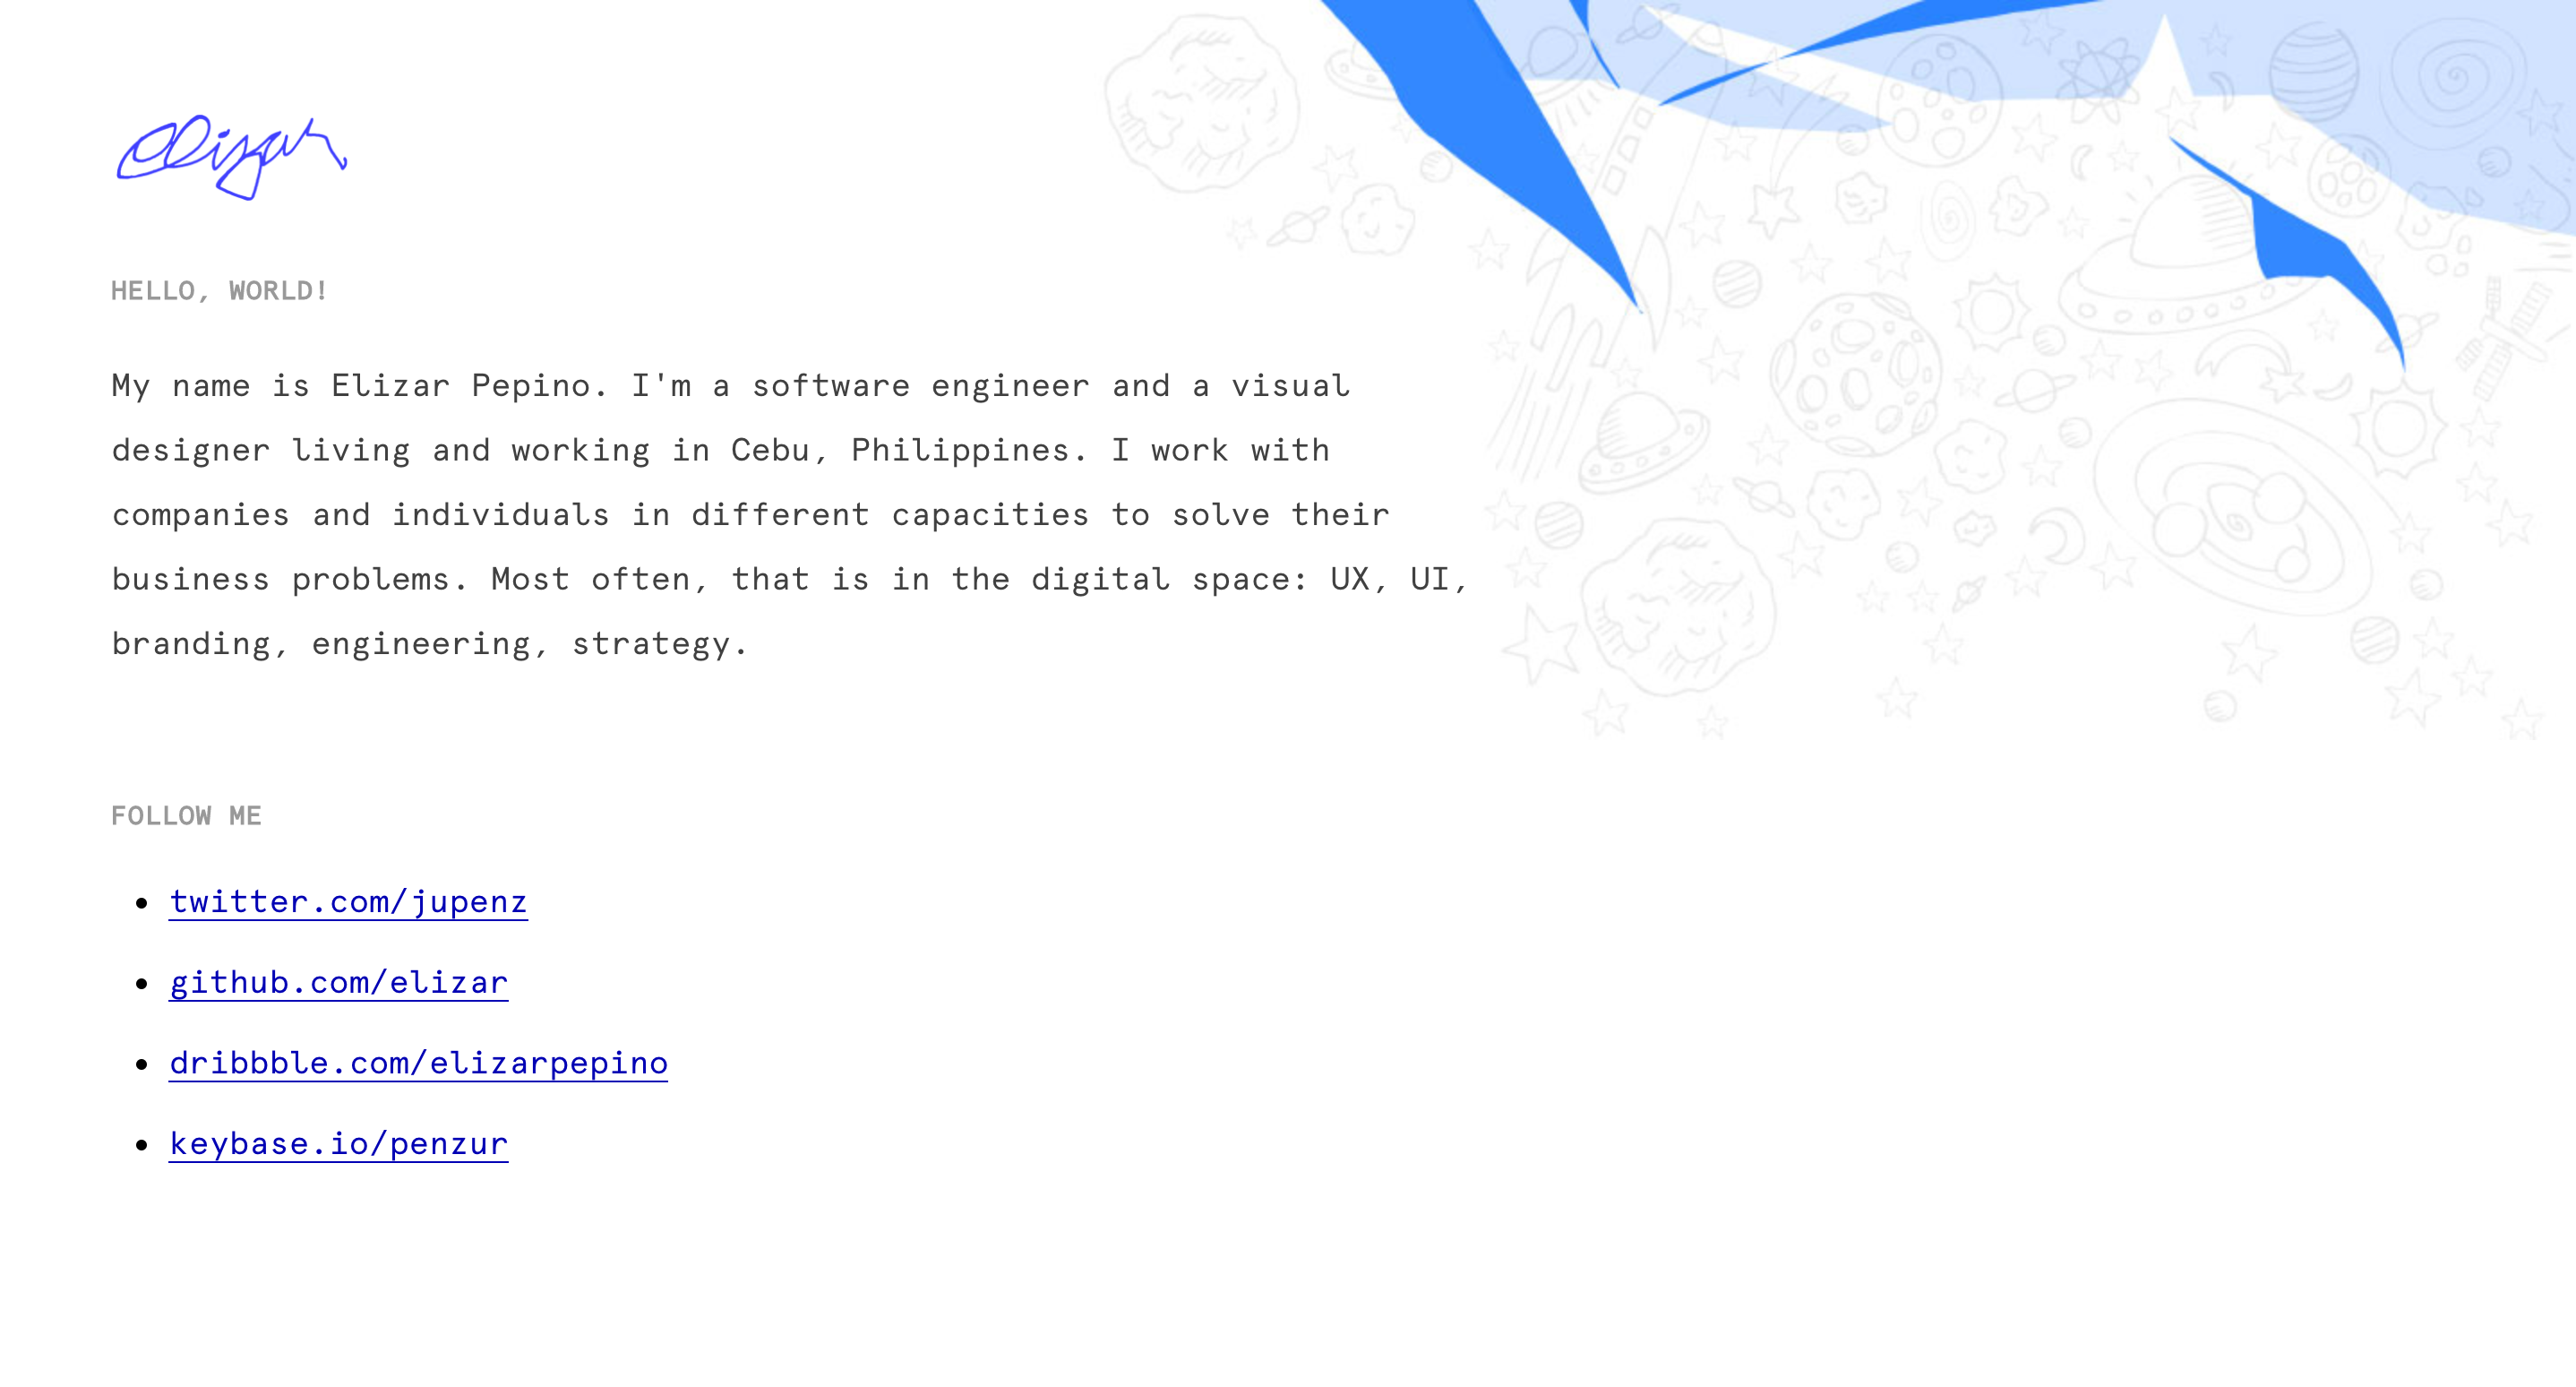 Elizar
HELLO, WORLD!
My name is Elizar Pepino. I'm a software engineer and a visual
designer living and working in Cebu, Philippines. I work with
companies and individuals in different capacities to solve their
business problems. Most often, that is in the digital space: UX, UI,
branding, engineering, strategy.
FOLLOW ME
twitter.com/jupenz
github.com/elizar
dribbble.com/elizarpepino
keybase.io/penzur